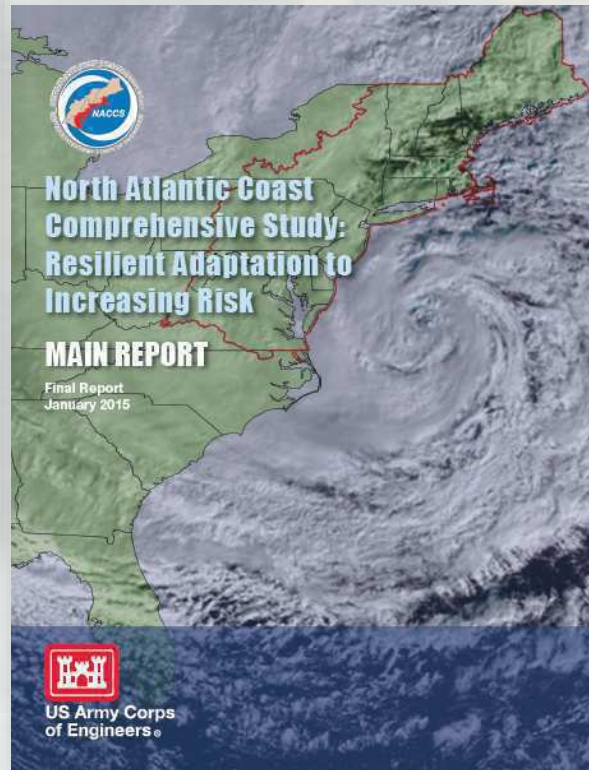 NACCS
North Atlantic Coast
Comprehensive Study:
Resilient Adaptation to
Increasing Risk
MAIN REPORT
Final Report
January 2015
US Army Corps
of Engineers®